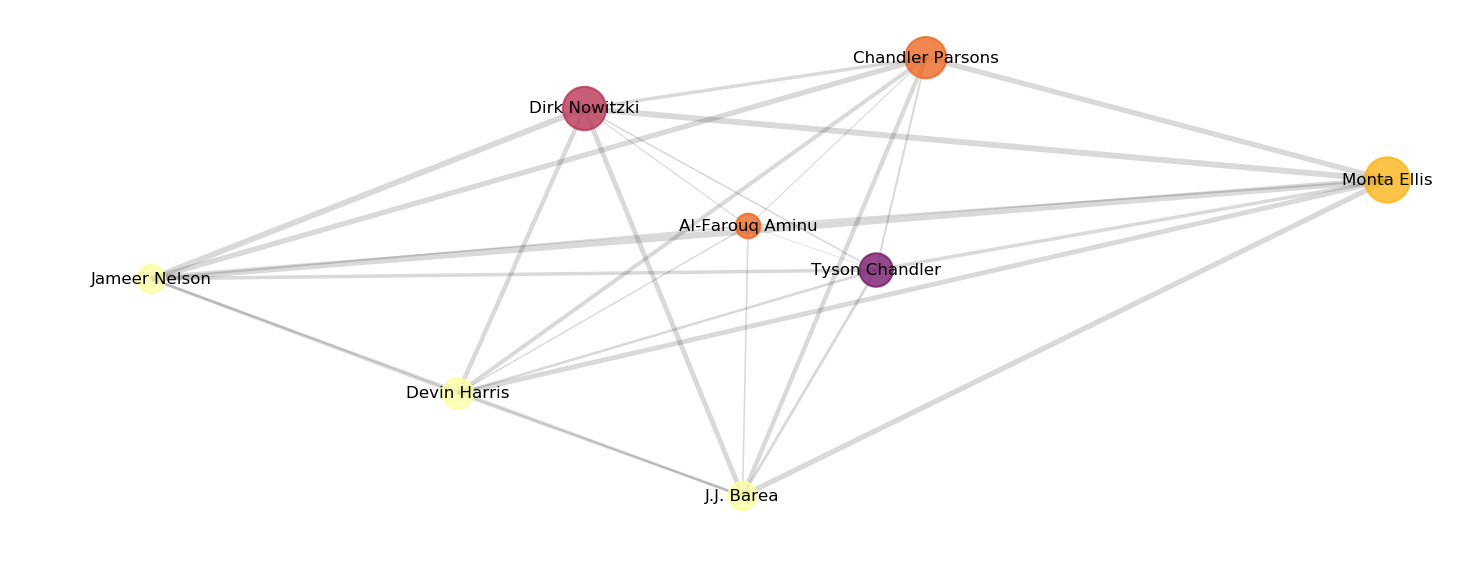 Chandler Parsons
Dirk Nowitzki
Monta Ellis
Al-Farouq Aminu
Tyson Chandler
Jameer Nelson
Devin Harris
J.J. Barea